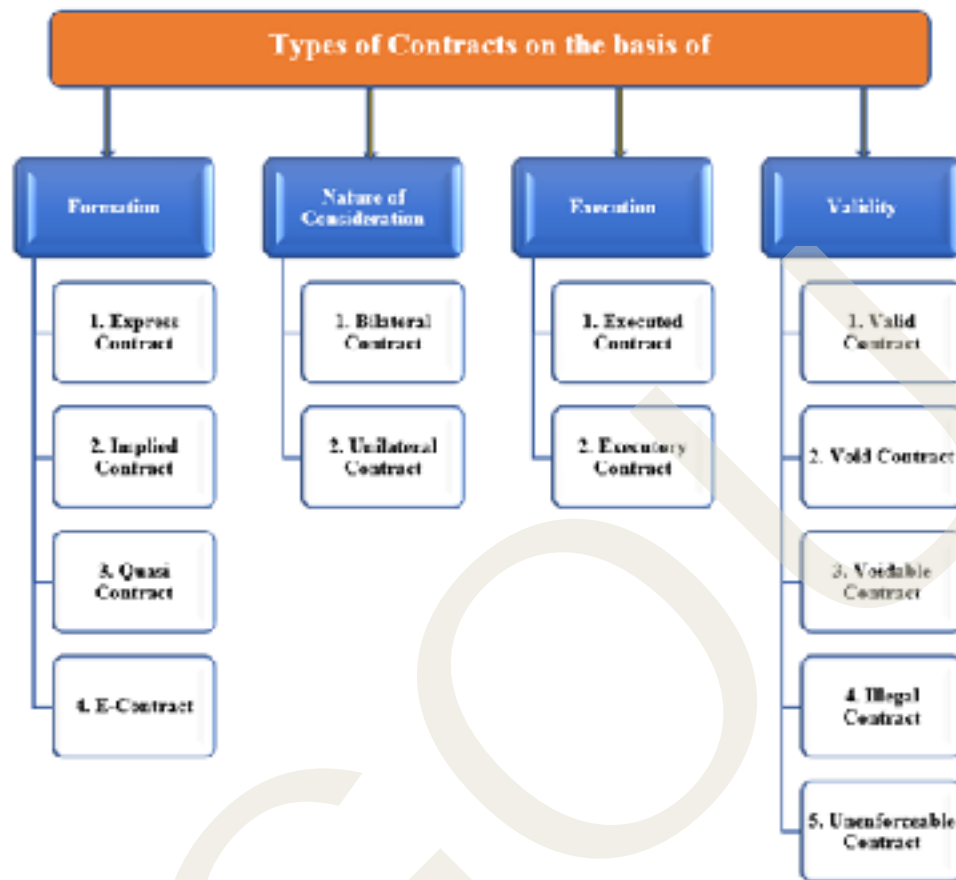 Types of Contracts on the basis of
Formation
1. Express
Contract
2. Implied
Contract
3. Quasi
Contract
4. E-Contract
Nature of
Consideration
1. Bilateral
Contract
2. Unilateral
Contract
Execution
1. Executed
Contract
2. Executory
Contract
Validity
1. Valid
Contract
2. Void Contract
3. Voidable
Contract
4. Illegal
Contract
5. Unenforceable
Contract